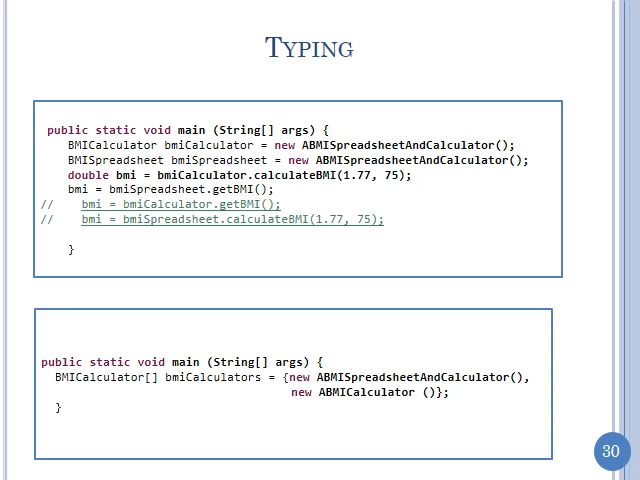 TYPING
public static void main (String[] args) {
BMICalculator bmiCalculator = new ABMISpreadsheetAndCalculator();
BMISpreadsheet bmiSpreadsheet = new ABMISpreadsheetAndCalculator();
double bmi = bmiCalculator.calculateBMI(1.77, 75);
bmi = bmiSpreadsheet.getBMI();
// bmi = bmiCalculator.getBMI();
// bmi = bmiSpreadsheet.calculateBMI(1.77, 75);
}
public static void main (String[] args) {
BMICalculator[] bmiCalculators = {new ABMISpreadsheetAndCalculator(),
new ABMICalculator ()};
}
30